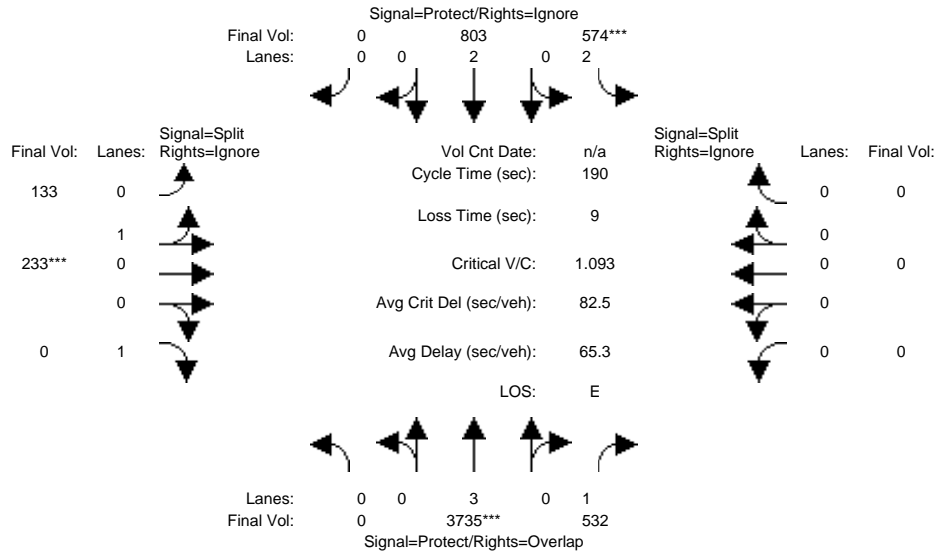 Signal=Protect/Rights=Ignore
Final Vol: 0 803 574***
Lanes: 0 0 2 0 2
Signal=Split
Rights=Ignore
Final Vol: Lanes:
Vol Cnt Date: n/a
Signal=Split
Rights=Ignore
Lanes: Final Vol:
Cycle Time (sec): 190
133 0
0 0
Loss Time (sec): 9
1
0
233*** 0
Critical V/C: 1.093
0 0
0
Avg Crit Del (sec/veh): 82.5
0
0 1
Avg Delay (sec/veh): 65.3
0 0
LOS: E
Lanes: 0 0 3 0 1
Final Vol: 0 3735*** 532
Signal=Protect/Rights=Overlap